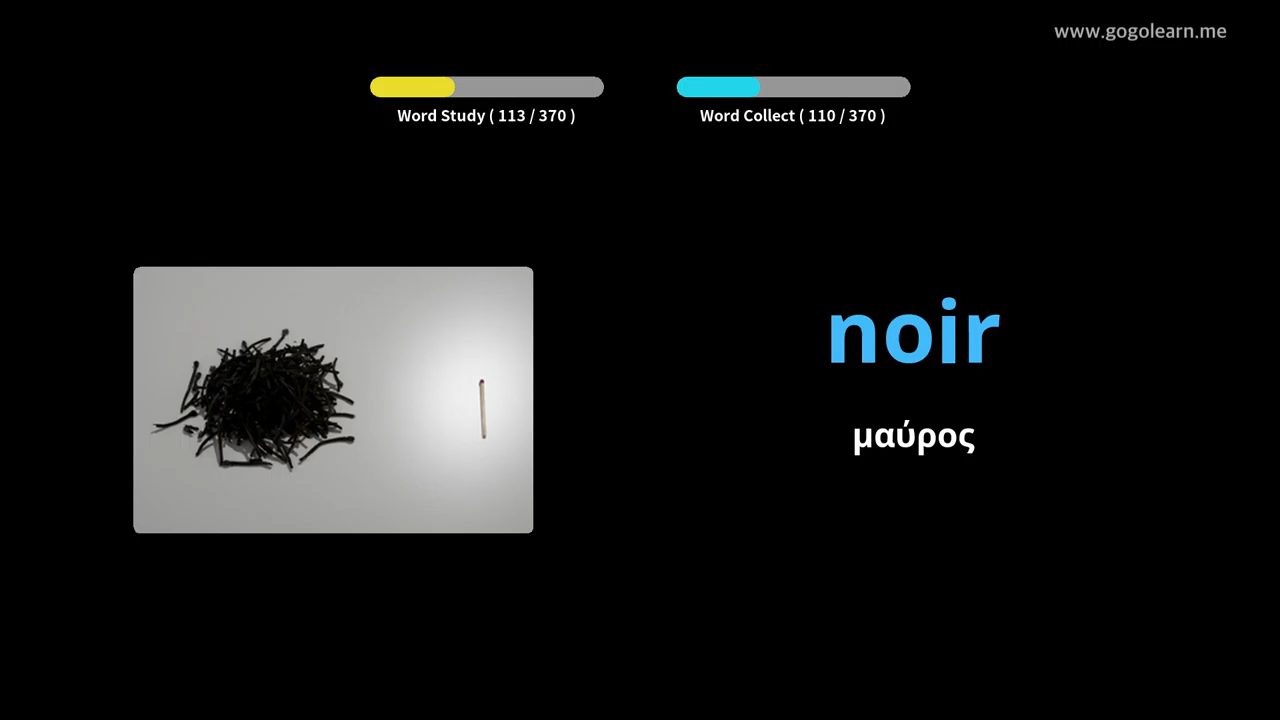 www.gogolearn.me
Word Study ( 113 / 370 )
Word Collect ( 110 / 370 )
noir
μαύρος